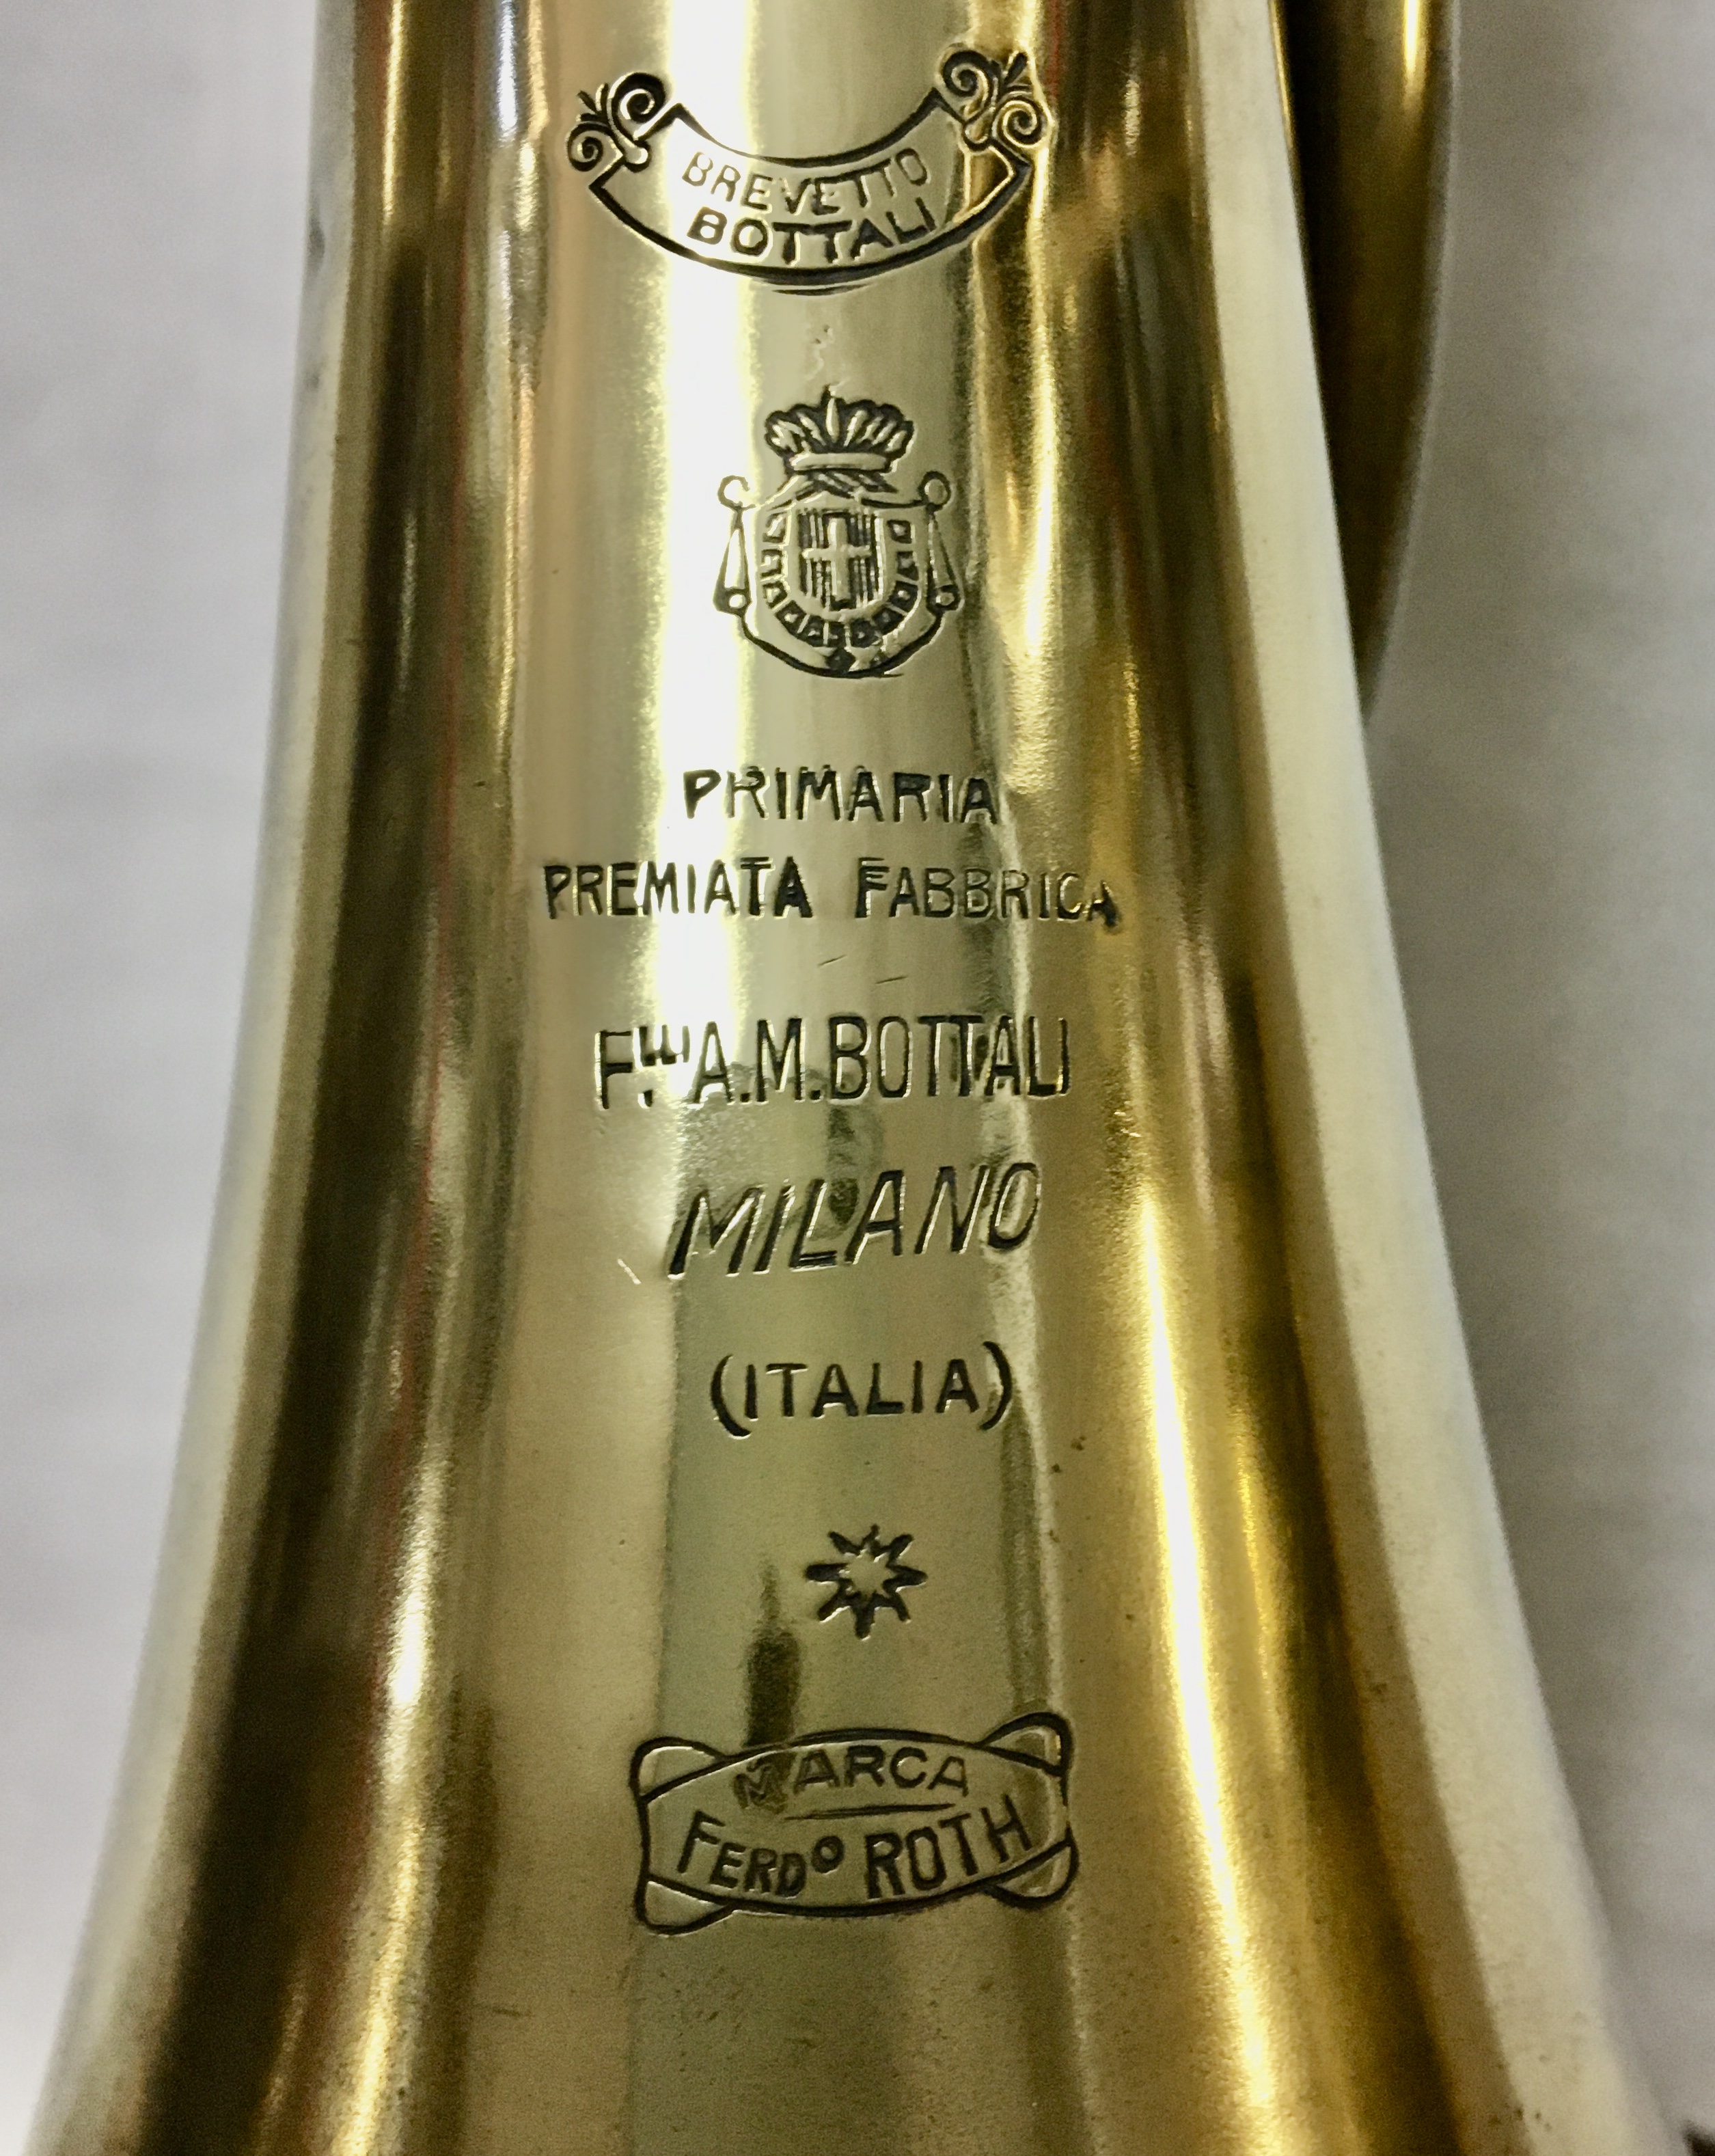 BREVETTO
BOTTALI
PRIMARIA
PREMIATA FABBRICA
F.lli A.M.BOTTALI
MILANO
(ITALIA)
MARCA
FERDº ROTH